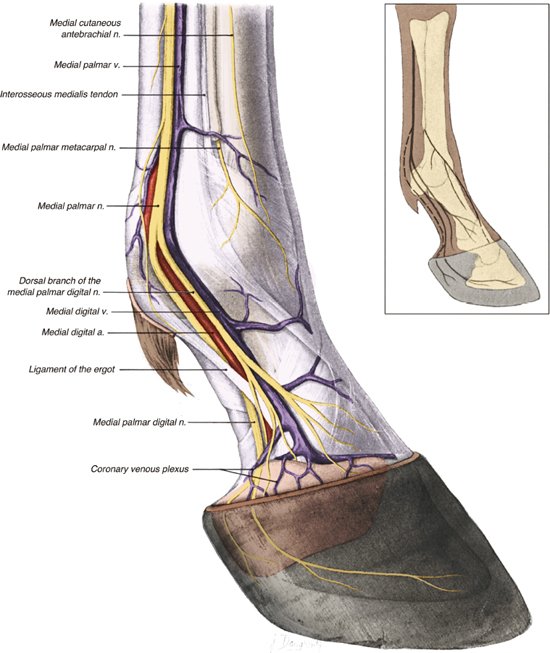 Medial cutaneous
antebrachial n.
Medial palmar v.
Interosseous medialis tendon
Medial palmar metacarpal n.
Medial palmar n.
Dorsal branch of the
medial palmar digital n.
Medial digital v.
Medial digital a.
Ligament of the ergot
Medial palmar digital n.
Coronary venous plexus